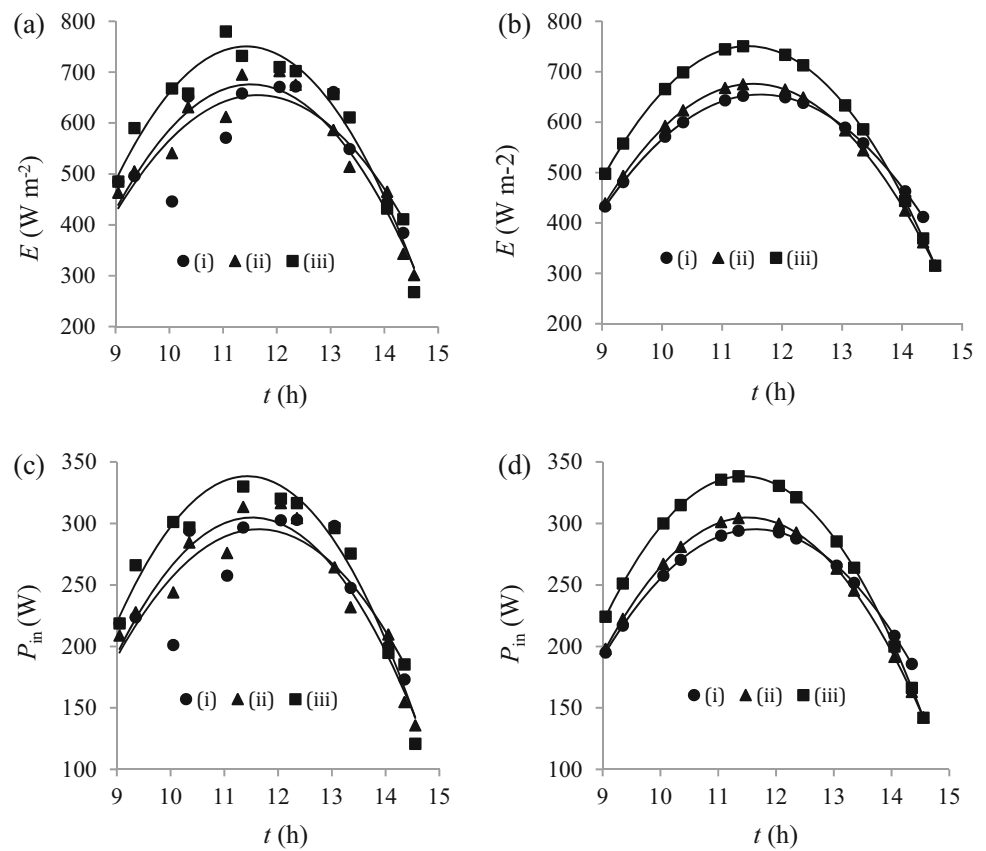 (a)
800
700
600
500
400
300
200
E (W m-2)
9 10 11 12 13 14 15
t (h)
(i) (ii) (iii)
(b)
800
700
600
500
400
300
200
E (W m-2)
9 10 11 12 13 14 15
t (h)
(i) (ii) (iii)
(c)
350
300
250
200
150
100
Pin (W)
9 10 11 12 13 14 15
t (h)
(i) (ii) (iii)
(d)
350
300
250
200
150
100
Pin (W)
9 10 11 12 13 14 15
t (h)
(i) (ii) (iii)